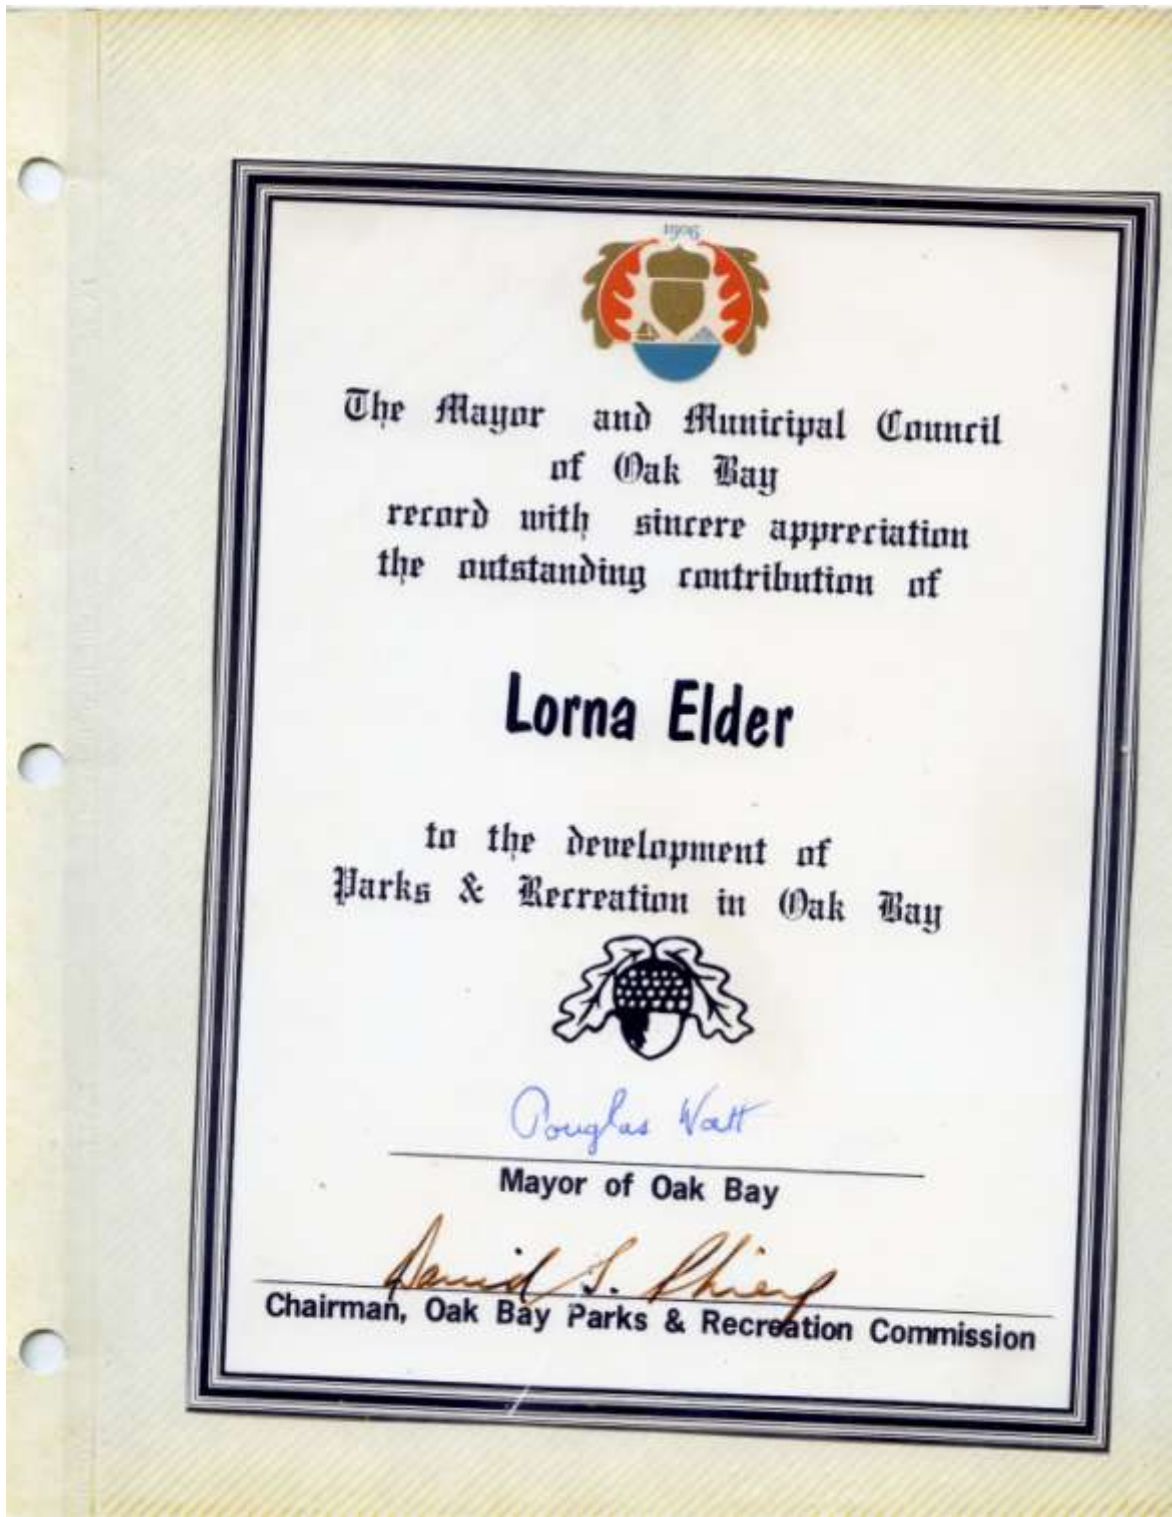 1906
The Mayor and Municipal Council
of Oak Bay
record with sincere appreciation
the outstanding contribution of
Lorna Elder
to the development of
Parks & Recreation in Oak Bay
Douglas Watt
Mayor of Oak Bay
David S.
Chairman, Oak Bay Parks & Recreation Commission